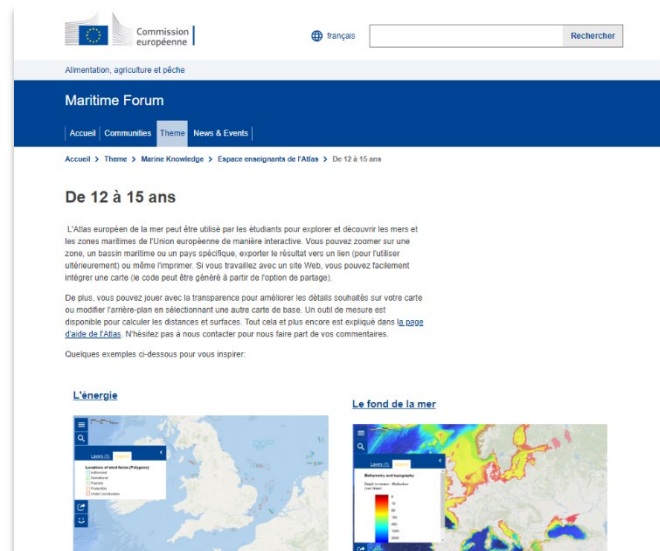 Commission
européenne
français
Rechercher
Alimentation, agriculture et pêche
Maritime Forum
Accueil Communities Theme News & Events
Accueil > Theme > Marine Knowledge > Espace enseignants de l'Atlas > De 12 à 15 ans
De 12 à 15 ans
L'Atlas européen de la mer peut être utilisé par les étudiants pour explorer et découvrir les mers et
les zones maritimes de l'Union européenne de manière interactive. Vous pouvez zoomer sur une
zone, un bassin maritime ou un pays spécifique, exporter le résultat vers un lien (pour l'utiliser
ultérieurement) ou même l'imprimer. Si vous travaillez avec un site Web, vous pouvez facilement
intégrer une carte (le code peut être généré à partir de l'option de partage).
De plus, vous pouvez jouer avec la transparence pour améliorer les détails souhaités sur votre carte
ou modifier l'arrière-plan en sélectionnant une autre carte de base. Un outil de mesure est
disponible pour calculer les distances et surfaces. Tout cela et plus encore est expliqué dans la page
d'aide de l'Atlas. N'hésitez pas à nous contacter pour nous faire part de vos commentaires.
Quelques exemples ci-dessous pour vous inspirer:
L'énergie
Le fond de la mer
Layers (1)
Locations of wind farms (Polygons)
Layers (1)
Bathymetry and topography